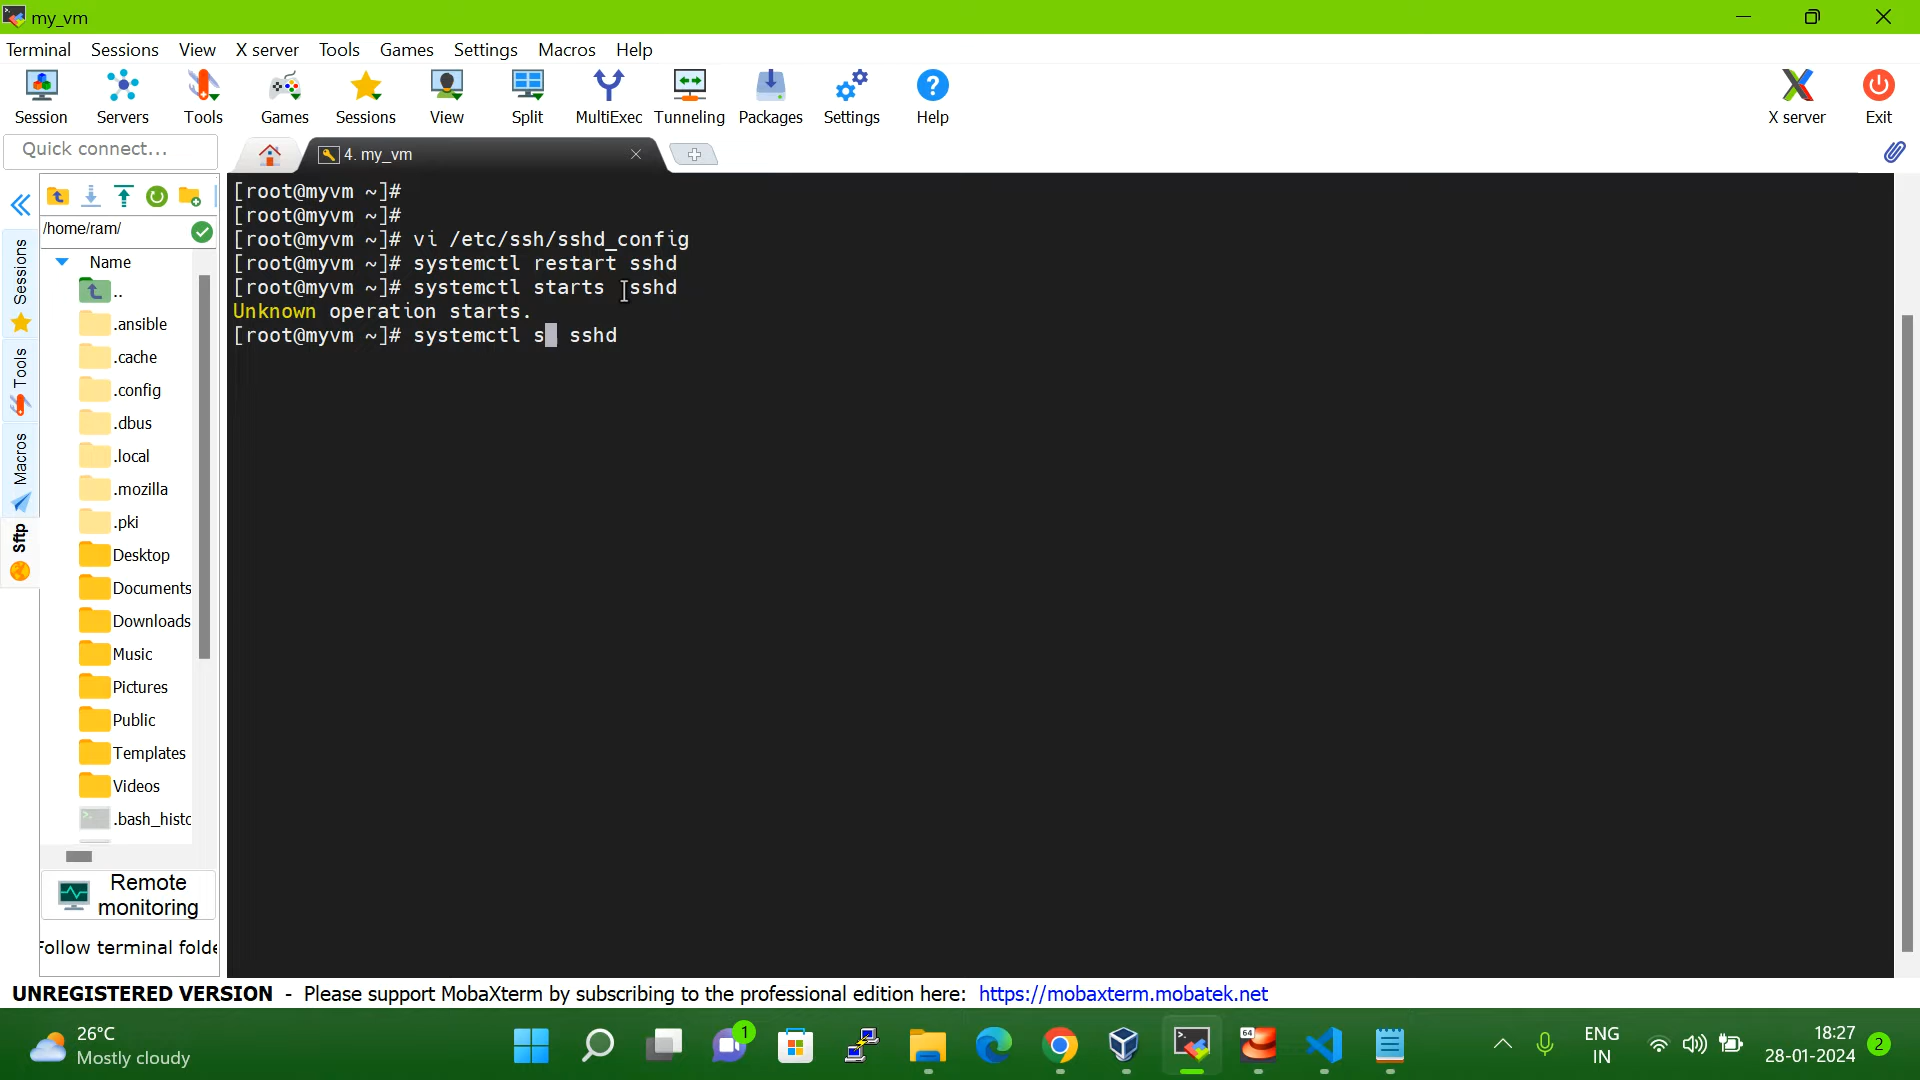 my_vm
Terminal Sessions View X server Tools Games Settings Macros Help
Session Servers Tools Games Sessions View Split MultiExec Tunneling Packages Settings Help X server Exit
Quick connect...
4. my_vm
/home/ram/
Name
..
.ansible
.cache
.config
.dbus
.local
.mozilla
.pki
Desktop
Documents
Downloads
Music
Pictures
Public
Templates
Videos
.bash_histo
Sessions
Tools
Macros
Sftp
Remote
monitoring
Follow terminal folde
[root@myvm ~]#
[root@myvm ~]#
[root@myvm ~]# vi /etc/ssh/sshd_config
[root@myvm ~]# systemctl restart sshd
[root@myvm ~]# systemctl starts  sshd
Unknown operation starts.
[root@myvm ~]# systemctl s  sshd
UNREGISTERED VERSION - Please support MobaXterm by subscribing to the professional edition here: https://mobaxterm.mobatek.net
26°C
Mostly cloudy
1
64
ENG
IN
18:27
28-01-2024
2